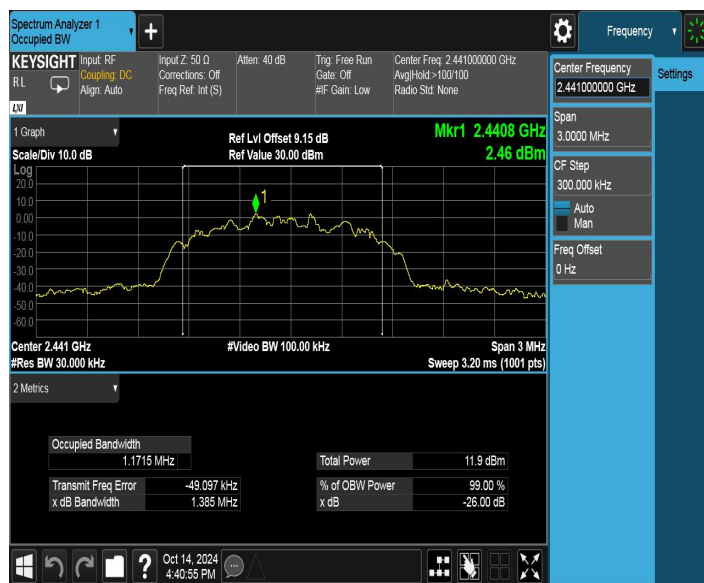 Spectrum Analyzer 1
Occupied BW
+
Frequency
KEYSIGHT
RL
LXI
Input: RF
Coupling: DC
Align: Auto
Input Z: 50 Ω
Corrections: Off
Freq Ref: Int (S)
Atten: 40 dB
Trig: Free Run
Gate: Off
#IF Gain: Low
Center Freq: 2.441000000 GHz
Avg|Hold:>100/100
Radio Std: None
Center Frequency
2.441000000 GHz
Settings
Span
3.0000 MHz
CF Step
300.000 kHz
Auto
Man
Freq Offset
0 Hz
1 Graph
Scale/Div 10.0 dB
Ref Lvl Offset 9.15 dB
Ref Value 30.00 dBm
Mkr1 2.4408 GHz
2.46 dBm
Log
20.0
10.0
0.00
-10.0
-20.0
-30.0
-40.0
-50.0
-60.0
1
Center 2.441 GHz
#Res BW 30.000 kHz
#Video BW 100.00 kHz
Span 3 MHz
Sweep 3.20 ms (1001 pts)
2 Metrics
Occupied Bandwidth
1.1715 MHz
Transmit Freq Error -49.097 kHz
x dB Bandwidth 1.385 MHz
Total Power 11.9 dBm
% of OBW Power 99.00 %
x dB -26.00 dB
?
Oct 14, 2024
4:40:55 PM